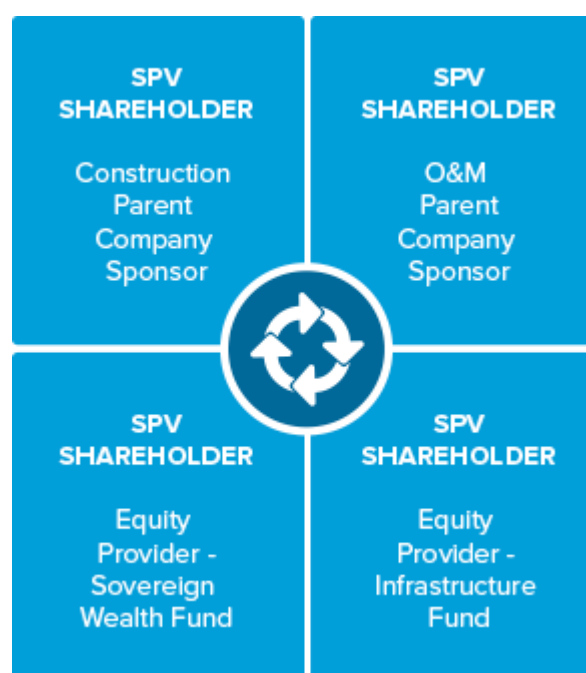 SPV
SHAREHOLDER
Construction
Parent
Company
Sponsor
SPV
SHAREHOLDER
O&M
Parent
Company
Sponsor
SPV
SHAREHOLDER
Equity
Provider -
Sovereign
Wealth Fund
SPV
SHAREHOLDER
Equity
Provider -
Infrastructure
Fund